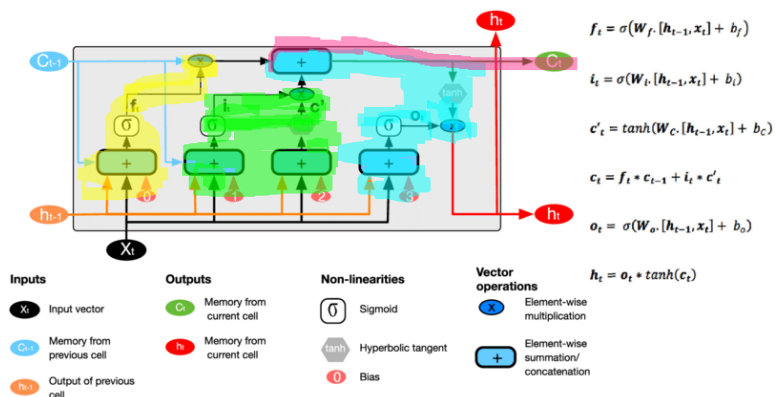 hₜ
Cₜ₋₁
x
+
Cₜ
fₜ
iₜ
x
c'
tanh
σ
σ
oₜ
σ
+
+
+
+
0
1
2
3
hₜ₋₁
hₜ
Xₜ
fₜ = σ(W_f. [hₜ₋₁, xₜ] + b_f)
iₜ = σ(Wᵢ. [hₜ₋₁, xₜ] + bᵢ)
c'ₜ = tanh(W_C. [hₜ₋₁, xₜ] + b_C)
cₜ = fₜ * cₜ₋₁ + iₜ * c'ₜ
oₜ = σ(Wₒ. [hₜ₋₁, xₜ] + bₒ)
hₜ = oₜ * tanh(cₜ)
Inputs
Xₜ Input vector
Cₜ₋₁ Memory from
previous cell
hₜ₋₁ Output of previous
cell
Outputs
Cₜ Memory from
current cell
hₜ Memory from
current cell
Non-linearities
σ Sigmoid
tanh Hyperbolic tangent
0 Bias
Vector
operations
x Element-wise
multiplication
+ Element-wise
summation/
concatenation